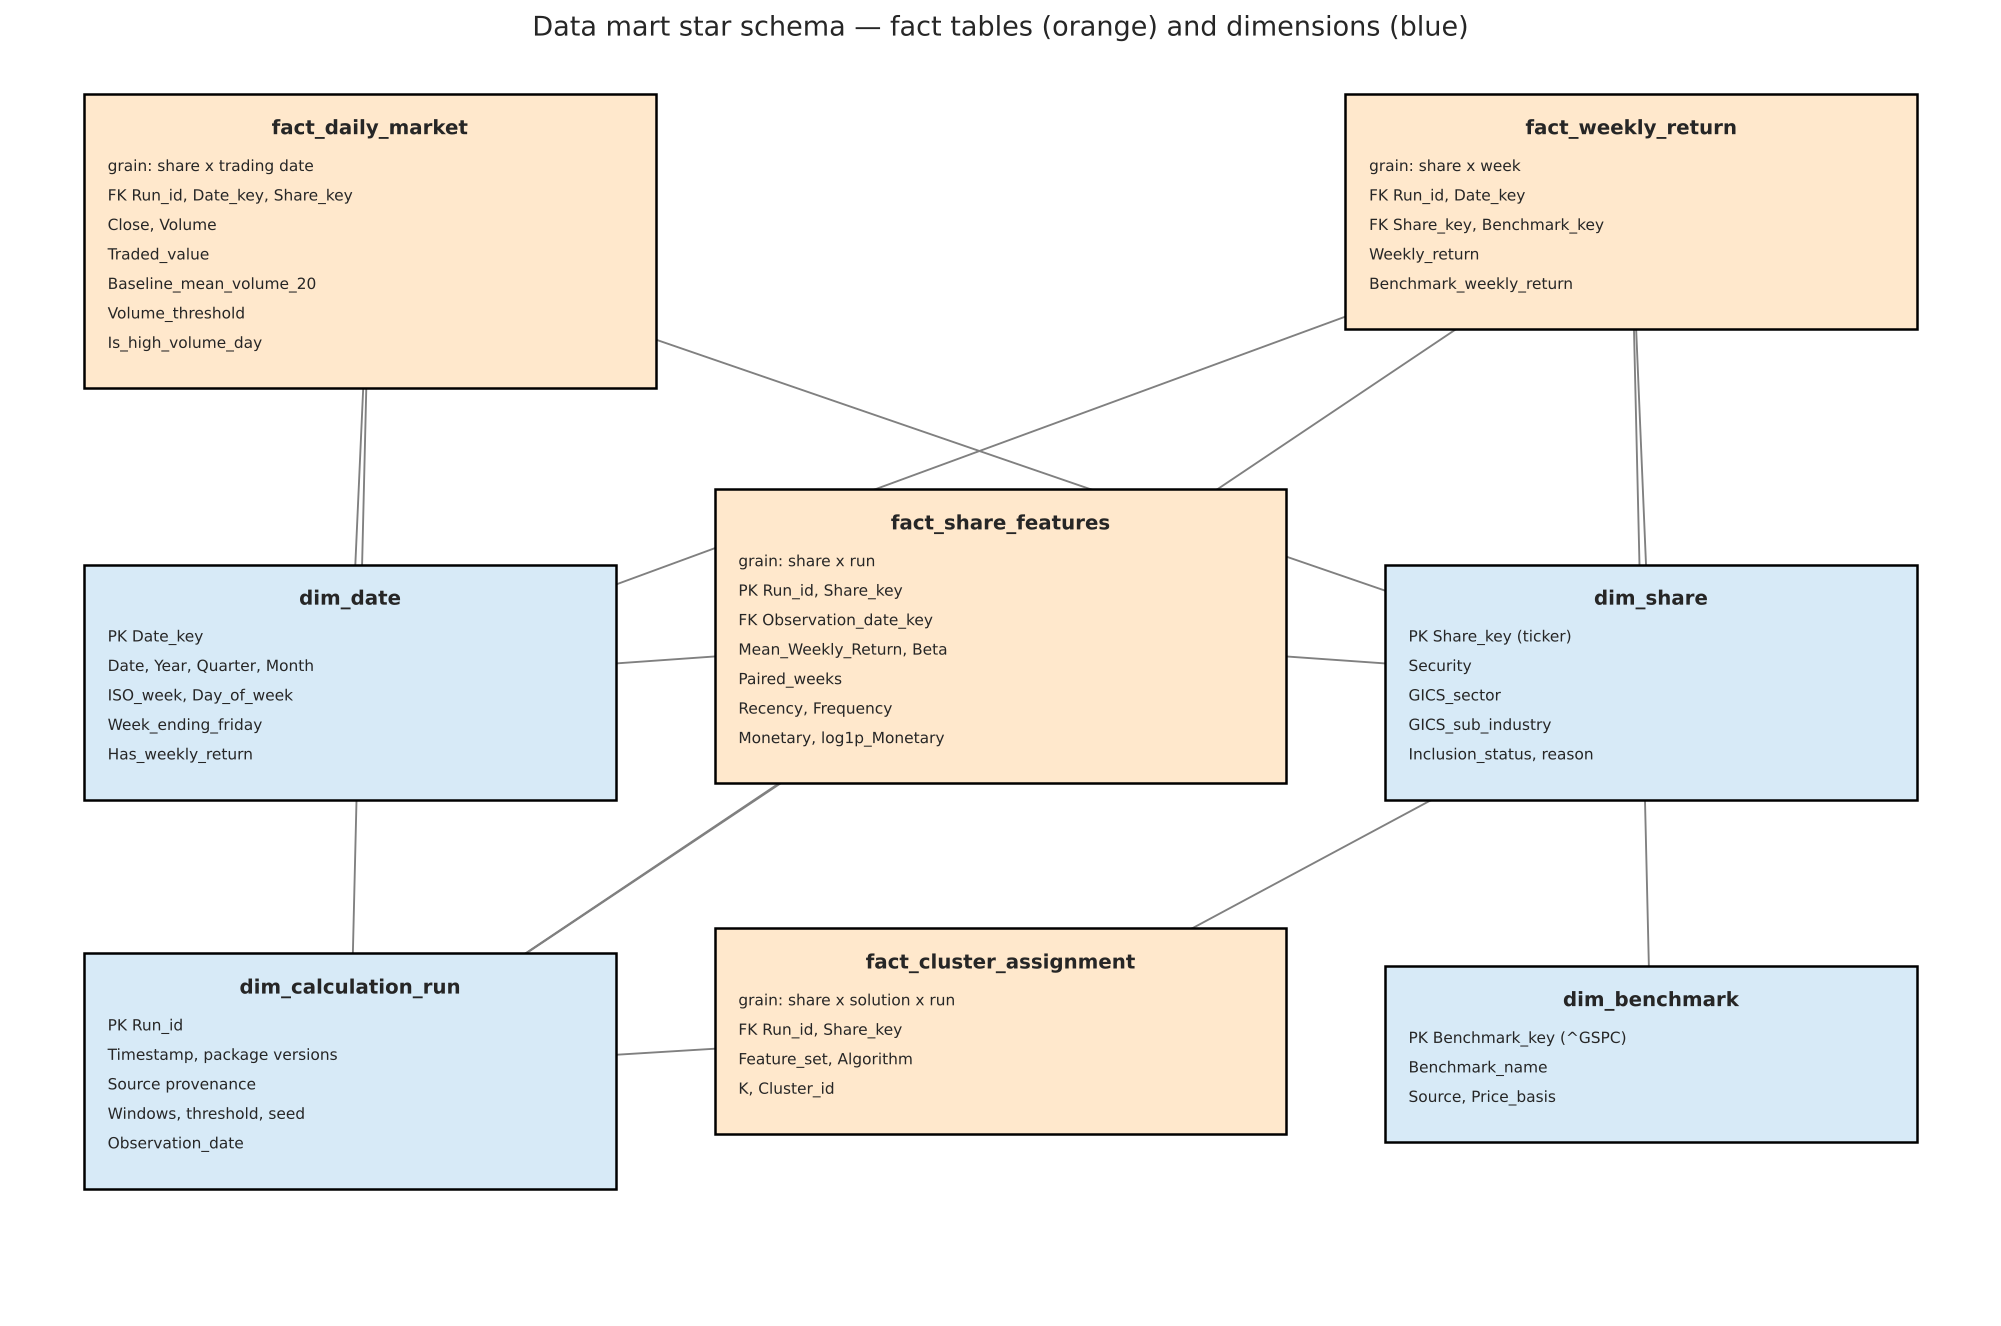 Data mart star schema — fact tables (orange) and dimensions (blue)
fact_daily_market
grain: share x trading date
FK Run_id, Date_key, Share_key
Close, Volume
Traded_value
Baseline_mean_volume_20
Volume_threshold
Is_high_volume_day
fact_weekly_return
grain: share x week
FK Run_id, Date_key
FK Share_key, Benchmark_key
Weekly_return
Benchmark_weekly_return
fact_share_features
grain: share x run
PK Run_id, Share_key
FK Observation_date_key
Mean_Weekly_Return, Beta
Paired_weeks
Recency, Frequency
Monetary, log1p_Monetary
dim_date
PK Date_key
Date, Year, Quarter, Month
ISO_week, Day_of_week
Week_ending_friday
Has_weekly_return
dim_share
PK Share_key (ticker)
Security
GICS_sector
GICS_sub_industry
Inclusion_status, reason
dim_calculation_run
PK Run_id
Timestamp, package versions
Source provenance
Windows, threshold, seed
Observation_date
fact_cluster_assignment
grain: share x solution x run
FK Run_id, Share_key
Feature_set, Algorithm
K, Cluster_id
dim_benchmark
PK Benchmark_key (^GSPC)
Benchmark_name
Source, Price_basis